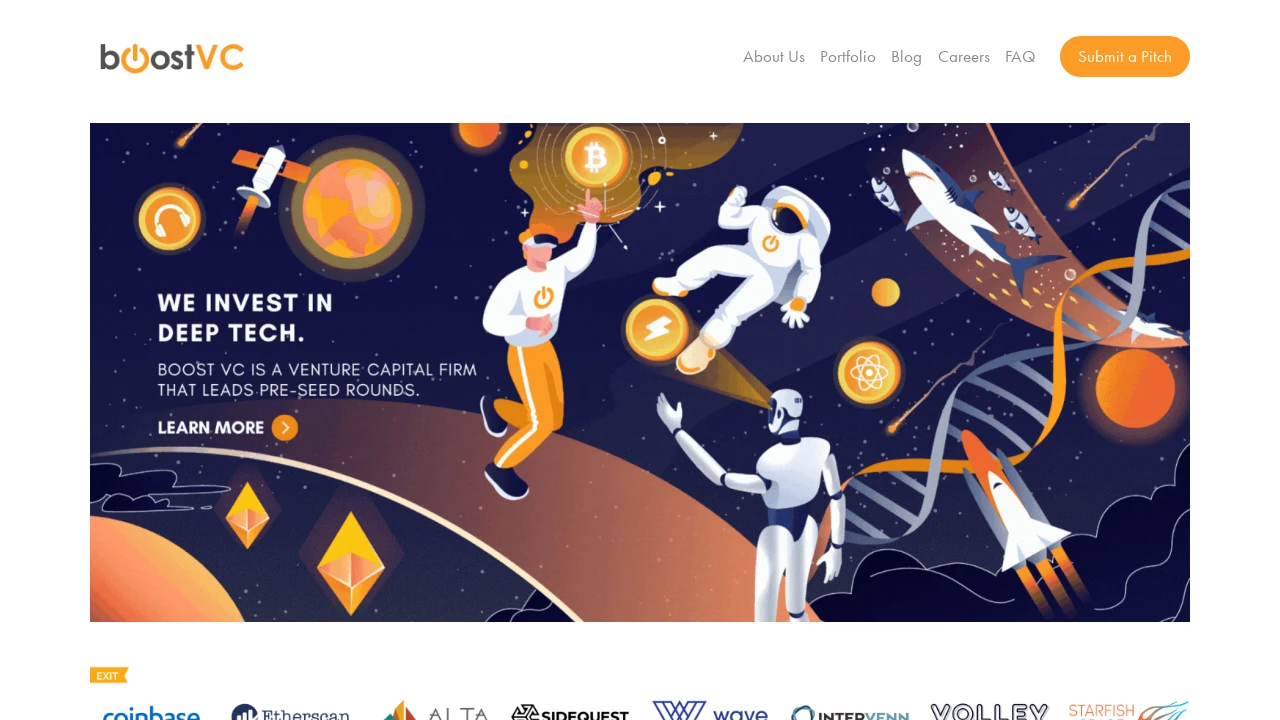 boostVC
About Us Portfolio Blog Careers FAQ Submit a Pitch
WE INVEST IN
DEEP TECH.
BOOST VC IS A VENTURE CAPITAL FIRM
THAT LEADS PRE-SEED ROUNDS.
LEARN MORE
EXIT
coinbase Etherscan ALTA SIDEQUEST wave INTERVENN VOLLEY STARFISH